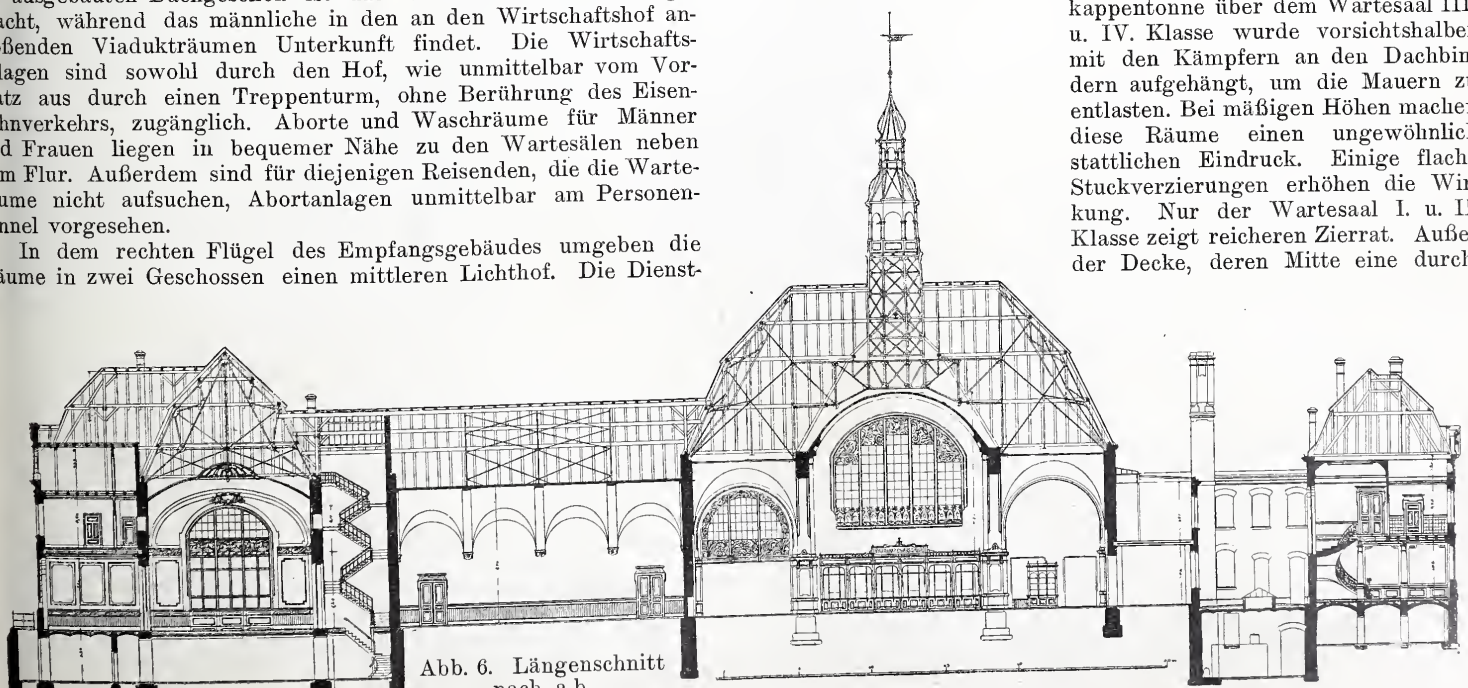 acht, während das männliche in den an den Wirtschaftshof an-
ßenden Viadukträumen Unterkunft findet. Die Wirtschafts-
lagen sind sowohl durch den Hof, wie unmittelbar vom Vor-
tz aus durch einen Treppenturm, ohne Berührung des Eisen-
hnverkehrs, zugänglich. Aborte und Waschräume für Männer
d Frauen liegen in bequemer Nähe zu den Wartesälen neben
m Flur. Außerdem sind für diejenigen Reisenden, die die Warte-
ume nicht aufsuchen, Abortanlagen unmittelbar am Personen-
nnel vorgesehen.
In dem rechten Flügel des Empfangsgebäudes umgeben die
äume in zwei Geschossen einen mittleren Lichthof. Die Dienst-
kappentonne über dem Wartesaal III.
u. IV. Klasse wurde vorsichtshalber
mit den Kämpfern an den Dachbin
dern aufgehängt, um die Mauern zu
entlasten. Bei mäßigen Höhen machen
diese Räume einen ungewöhnlich
stattlichen Eindruck. Einige flach
Stuckverzierungen erhöhen die Wir
kung. Nur der Wartesaal I. u. II
Klasse zeigt reicheren Zierrat. Auße
der Decke, deren Mitte eine durch
Abb. 6. Längenschnitt
nach a b